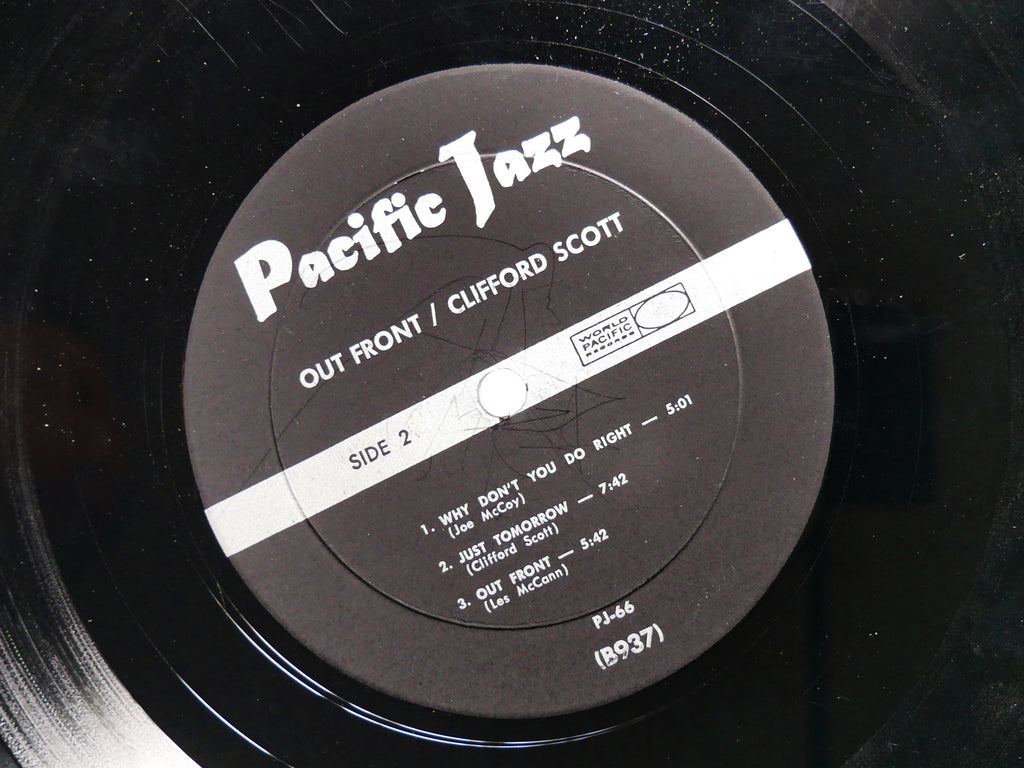 Pacific Jazz
OUT FRONT / CLIFFORD SCOTT
WORLD
PACIFIC
RECORDS
SIDE 2
1. WHY DON'T YOU DO RIGHT — 5:01
(Joe McCoy)
2. JUST TOMORROW — 7:42
(Clifford Scott)
3. OUT FRONT — 5:42
(Les McCann)
PJ-66
(B937)